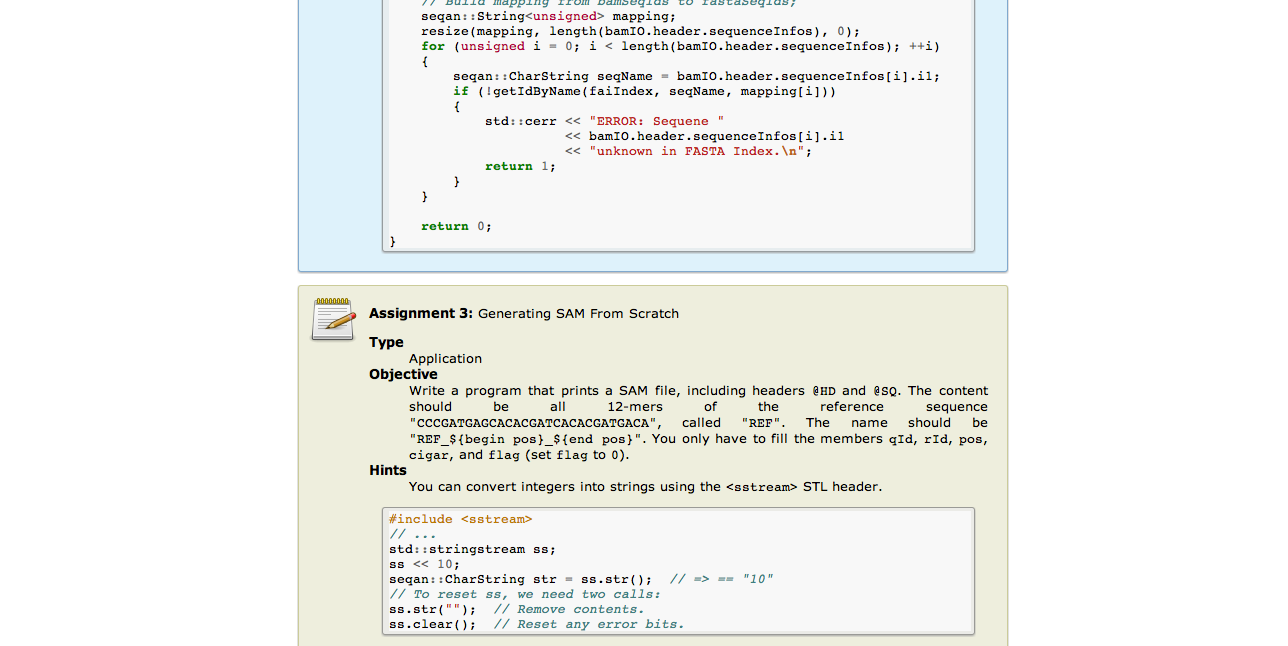 // Build mapping from bamSeqIds to fastaSeqIds;
seqan::String<unsigned> mapping;
resize(mapping, length(bamIO.header.sequenceInfos), 0);
for (unsigned i = 0; i < length(bamIO.header.sequenceInfos); ++i)
{
seqan::CharString seqName = bamIO.header.sequenceInfos[i].i1;
if (!getIdByName(faiIndex, seqName, mapping[i]))
{
std::cerr << "ERROR: Sequene "
<< bamIO.header.sequenceInfos[i].i1
<< "unknown in FASTA Index.\n";
return 1;
}
}
return 0;
}
Assignment 3: Generating SAM From Scratch
Type
Application
Objective
Write a program that prints a SAM file, including headers @HD and @SQ. The content
should be all 12-mers of the reference sequence
"CCCGATGAGCACACGATCACACGATGACA", called "REF". The name should be
"REF_${begin pos}_${end pos}". You only have to fill the members qId, rId, pos,
cigar, and flag (set flag to 0).
Hints
You can convert integers into strings using the <sstream> STL header.
#include <sstream>
// ...
std::stringstream ss;
ss << 10;
seqan::CharString str = ss.str(); // => == "10"
// To reset ss, we need two calls:
ss.str(""); // Remove contents.
ss.clear(); // Reset any error bits.